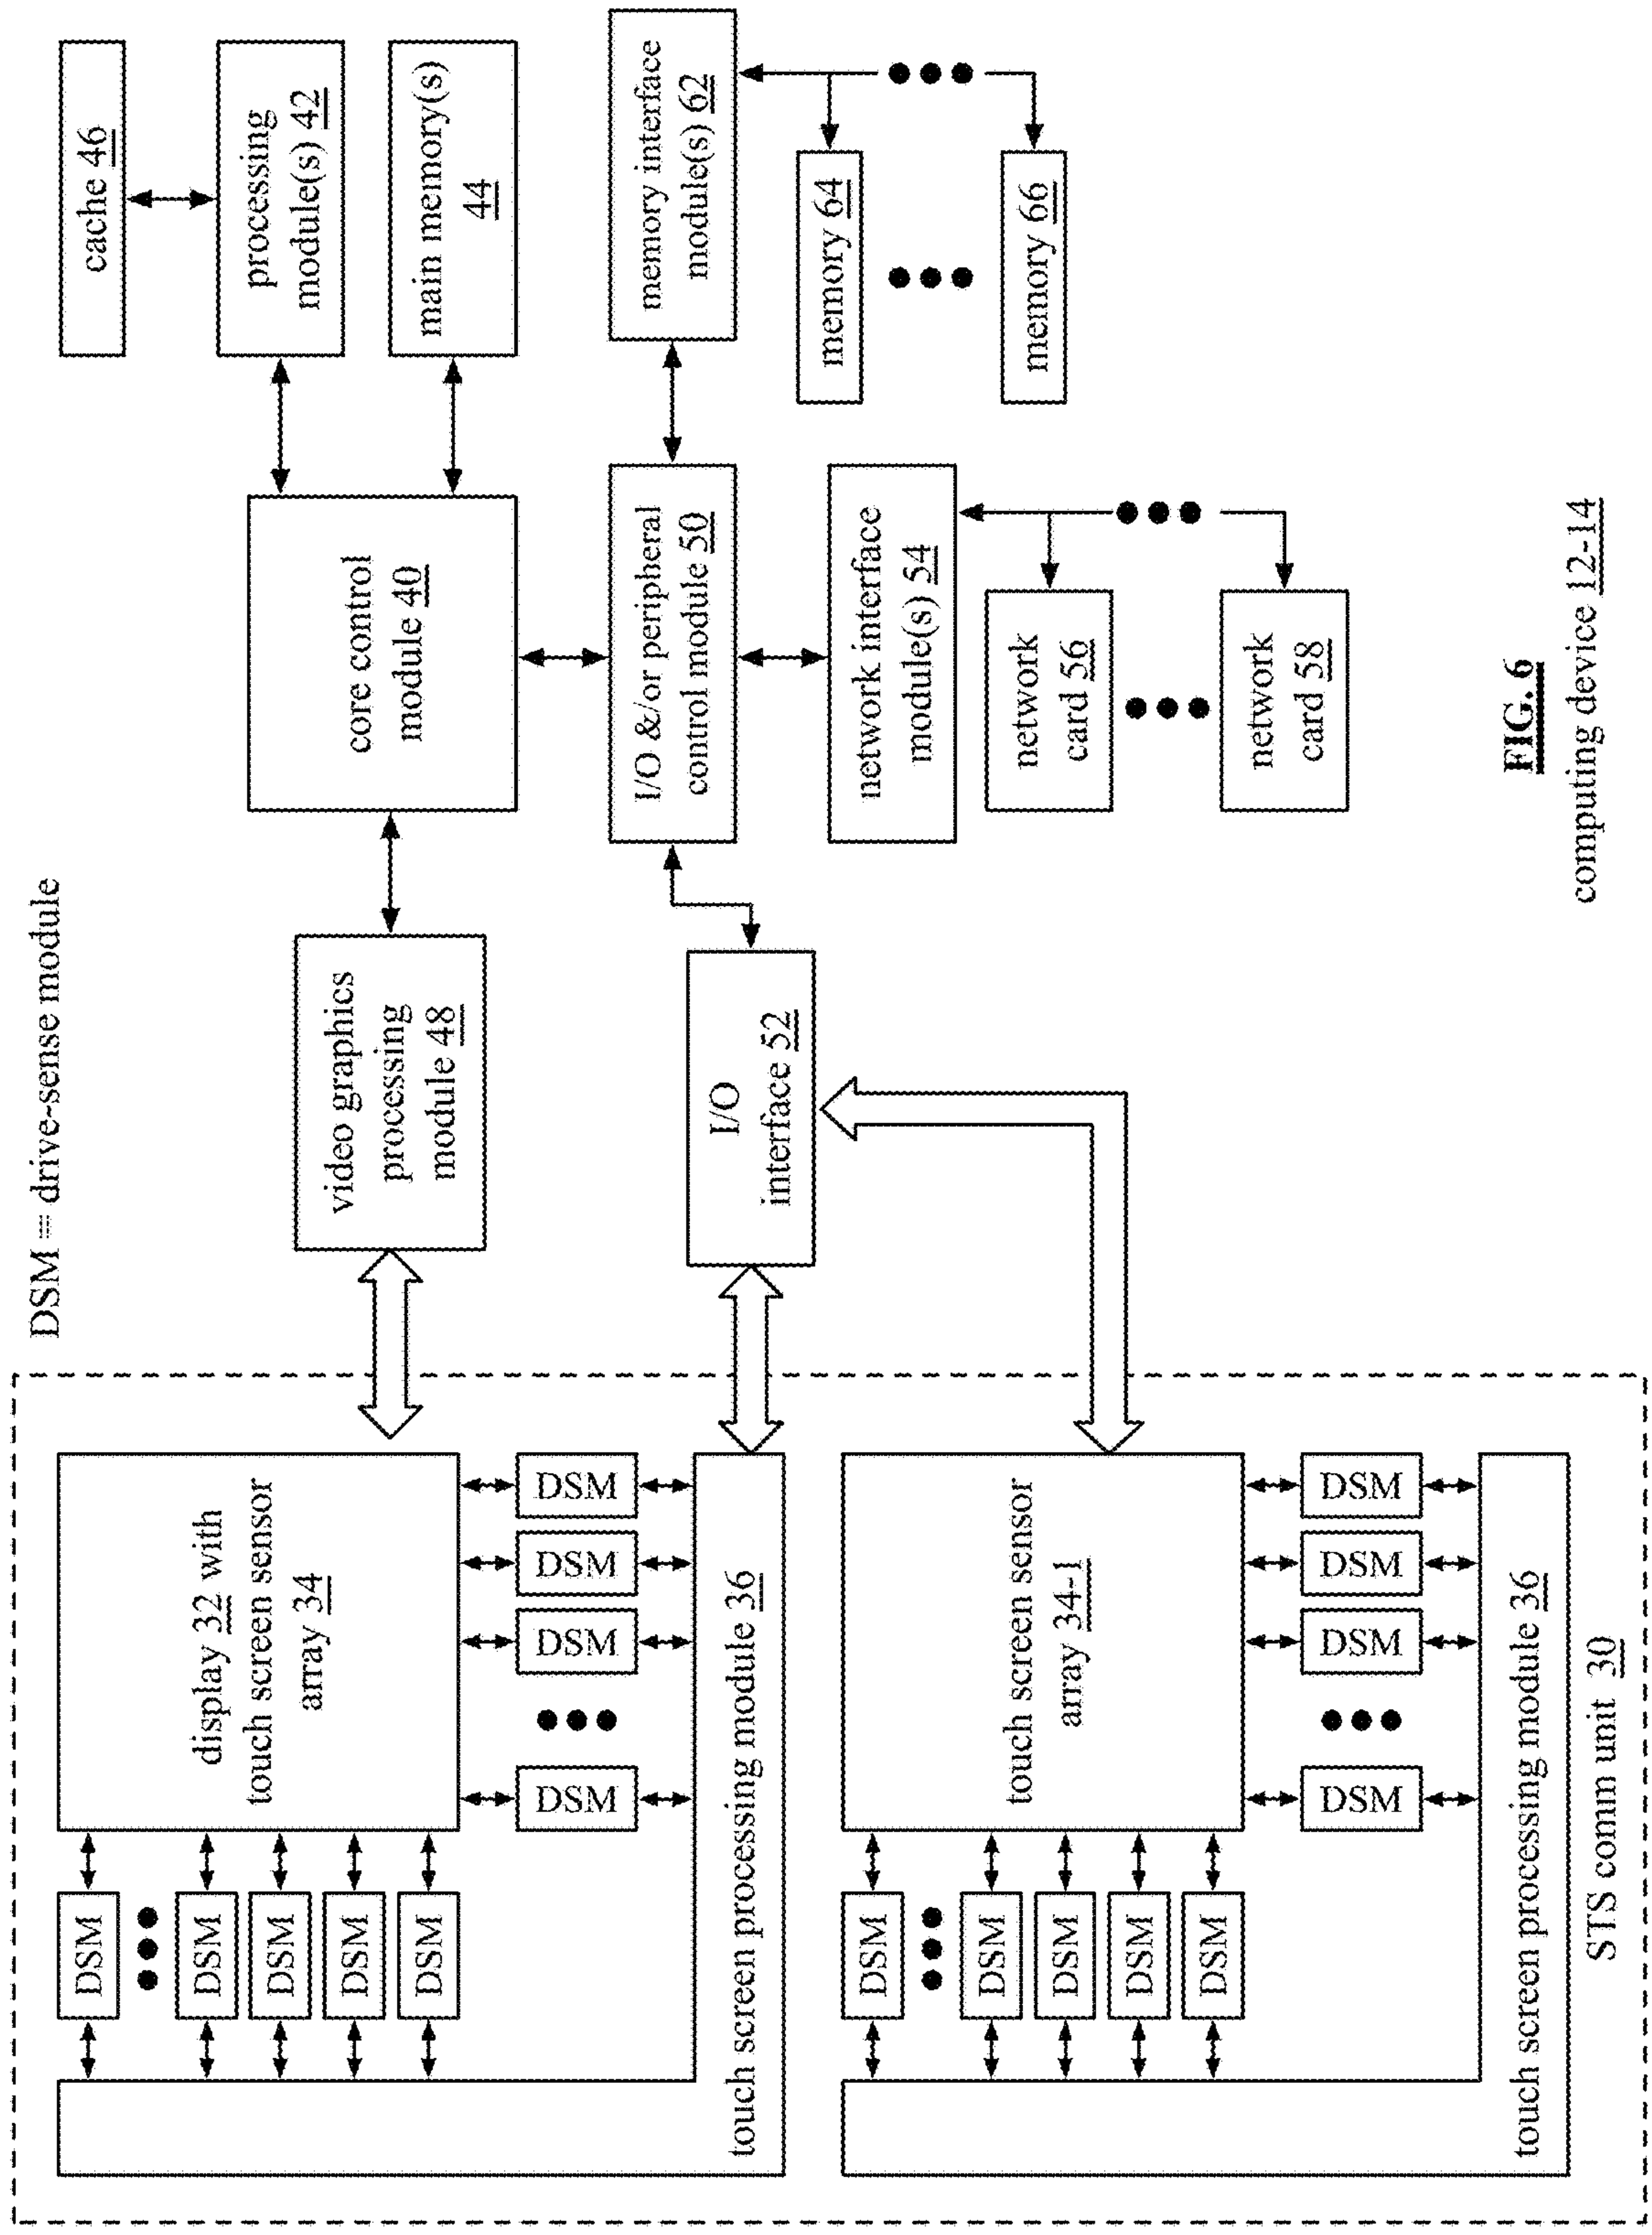 DSM = drive-sense module
cache 46
processing
module(s) 42
main memory(s)
44
core control
module 40
video graphics
processing
module 48
I/O &/or peripheral
control module 50
memory interface
module(s) 62
memory 64
memory 66
I/O
interface 52
network interface
module(s) 54
network
card 56
network
card 58
display 32 with
touch screen sensor
array 34
DSM
DSM
DSM
DSM
DSM
DSM
DSM
DSM
DSM
touch screen processing module 36
touch screen sensor
array 34-1
DSM
DSM
DSM
DSM
DSM
DSM
DSM
DSM
DSM
touch screen processing module 36
STS comm unit 30
FIG. 6
computing device 12-14